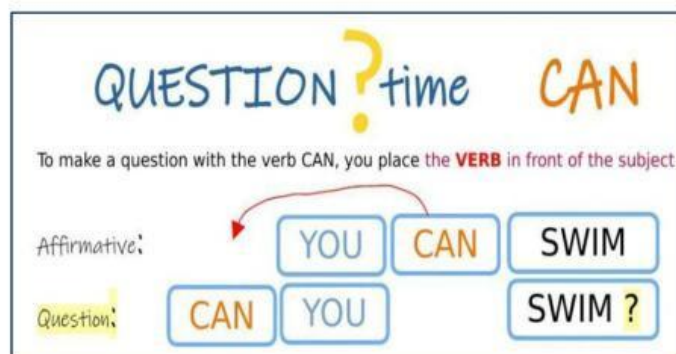 QUESTION ? time CAN
To make a question with the verb CAN, you place the VERB in front of the subject
Affirmative: YOU CAN SWIM
Question: CAN YOU SWIM ?